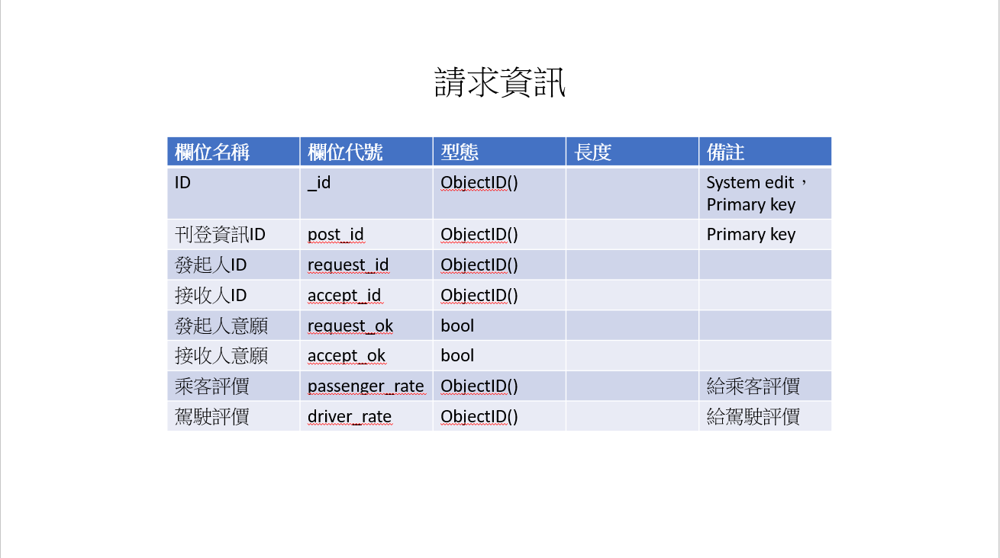 請求資訊
欄位名稱 欄位代號 型態 長度 備註
ID _id ObjectID() System edit，
Primary key
刊登資訊ID post_id ObjectID() Primary key
發起人ID request_id ObjectID()
接收人ID accept_id ObjectID()
發起人意願 request_ok bool
接收人意願 accept_ok bool
乘客評價 passenger_rate ObjectID() 給乘客評價
駕駛評價 driver_rate ObjectID() 給駕駛評價